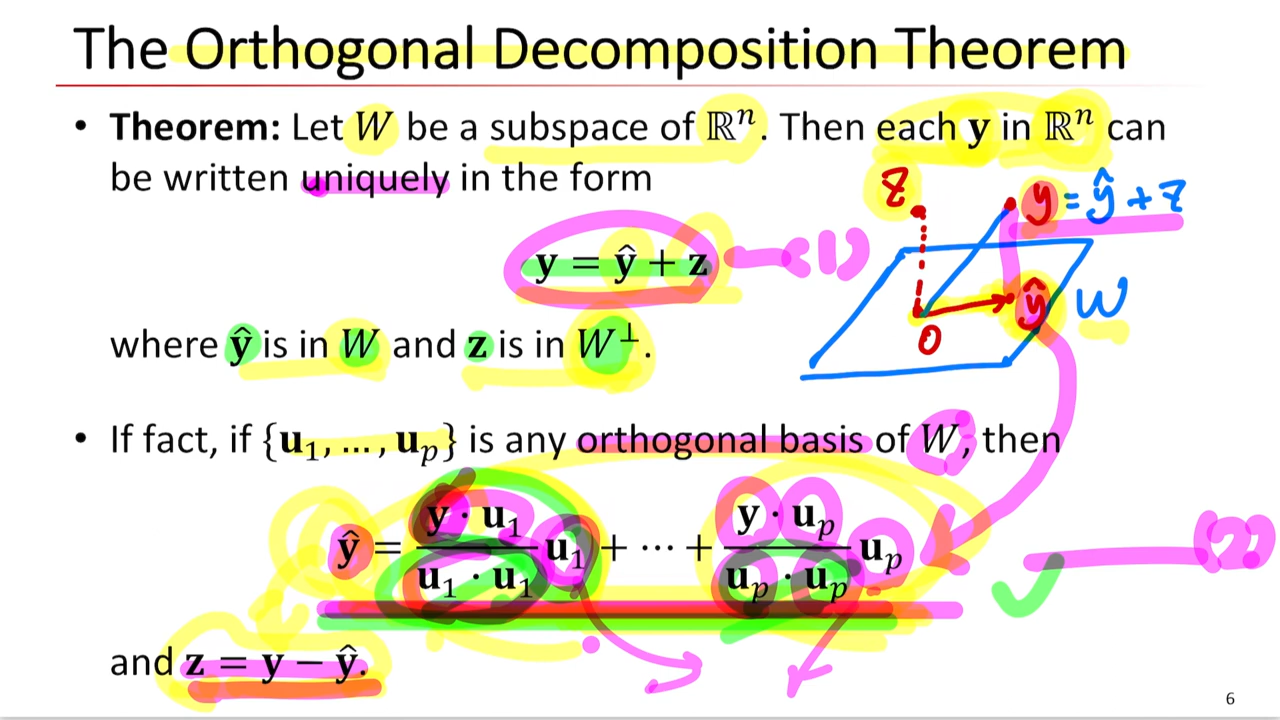 The Orthogonal Decomposition Theorem
• Theorem: Let W be a subspace of ℝⁿ. Then each y in ℝⁿ can
be written uniquely in the form
y = ŷ + z
(1)
z
y = ŷ + z
ŷ
W
0
where ŷ is in W and z is in W⊥.
• If fact, if {u₁, …, uₚ} is any orthogonal basis of W, then
ŷ = (y · u₁)/(u₁ · u₁) u₁ + ⋯ + (y · uₚ)/(uₚ · uₚ) uₚ
(2)
and z = y − ŷ.
6